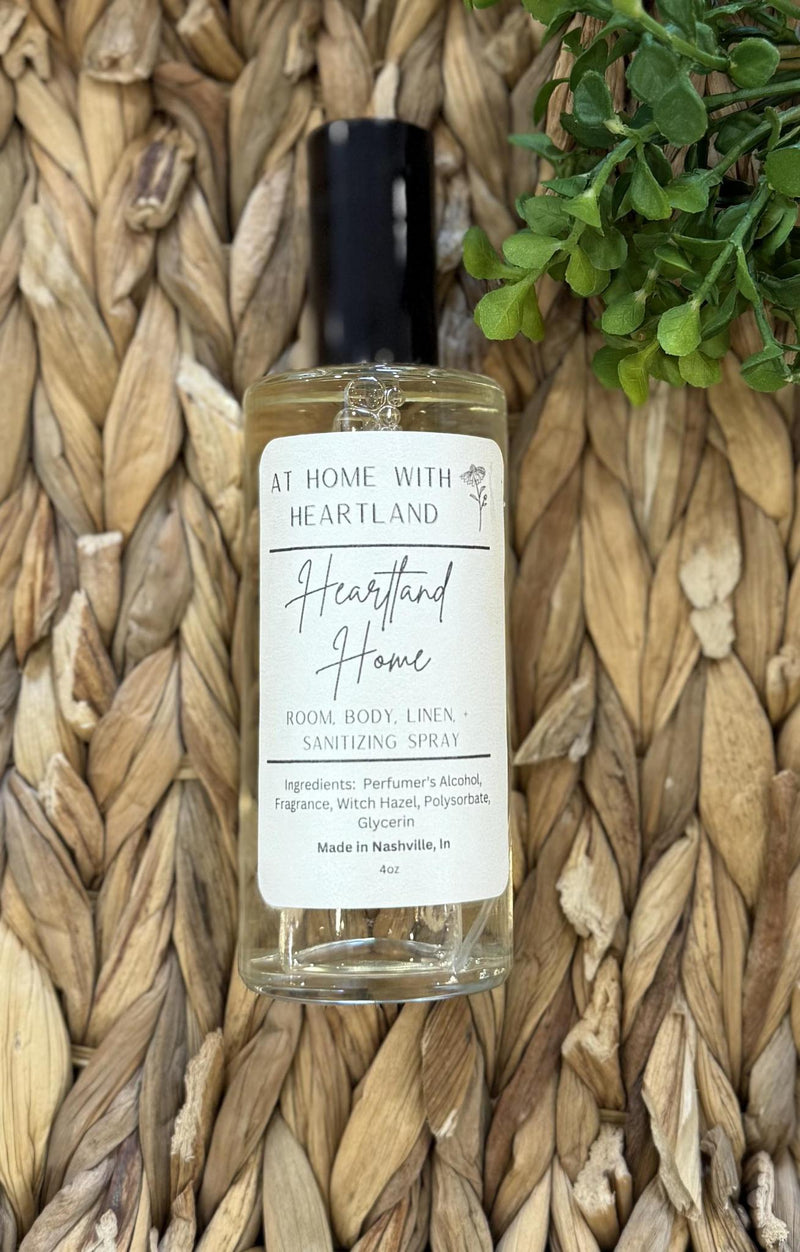 AT HOME WITH
HEARTLAND
Heartland
Home
ROOM, BODY, LINEN, +
SANITIZING SPRAY
Ingredients: Perfumer's Alcohol,
Fragrance, Witch Hazel, Polysorbate,
Glycerin
Made in Nashville, In
4oz